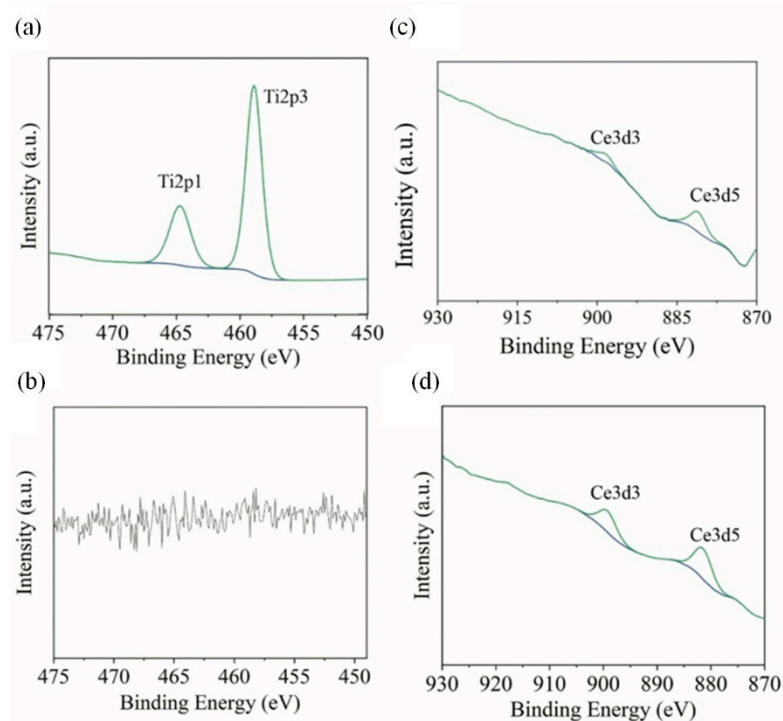 (a)
Intensity (a.u.)
Ti2p1
Ti2p3
475 470 465 460 455 450
Binding Energy (eV)
(c)
Intensity (a.u.)
Ce3d3
Ce3d5
930 915 900 885 870
Binding Energy (eV)
(b)
Intensity (a.u.)
475 470 465 460 455 450
Binding Energy (eV)
(d)
Intensity (a.u.)
Ce3d3
Ce3d5
930 920 910 900 890 880 870
Binding Energy (eV)